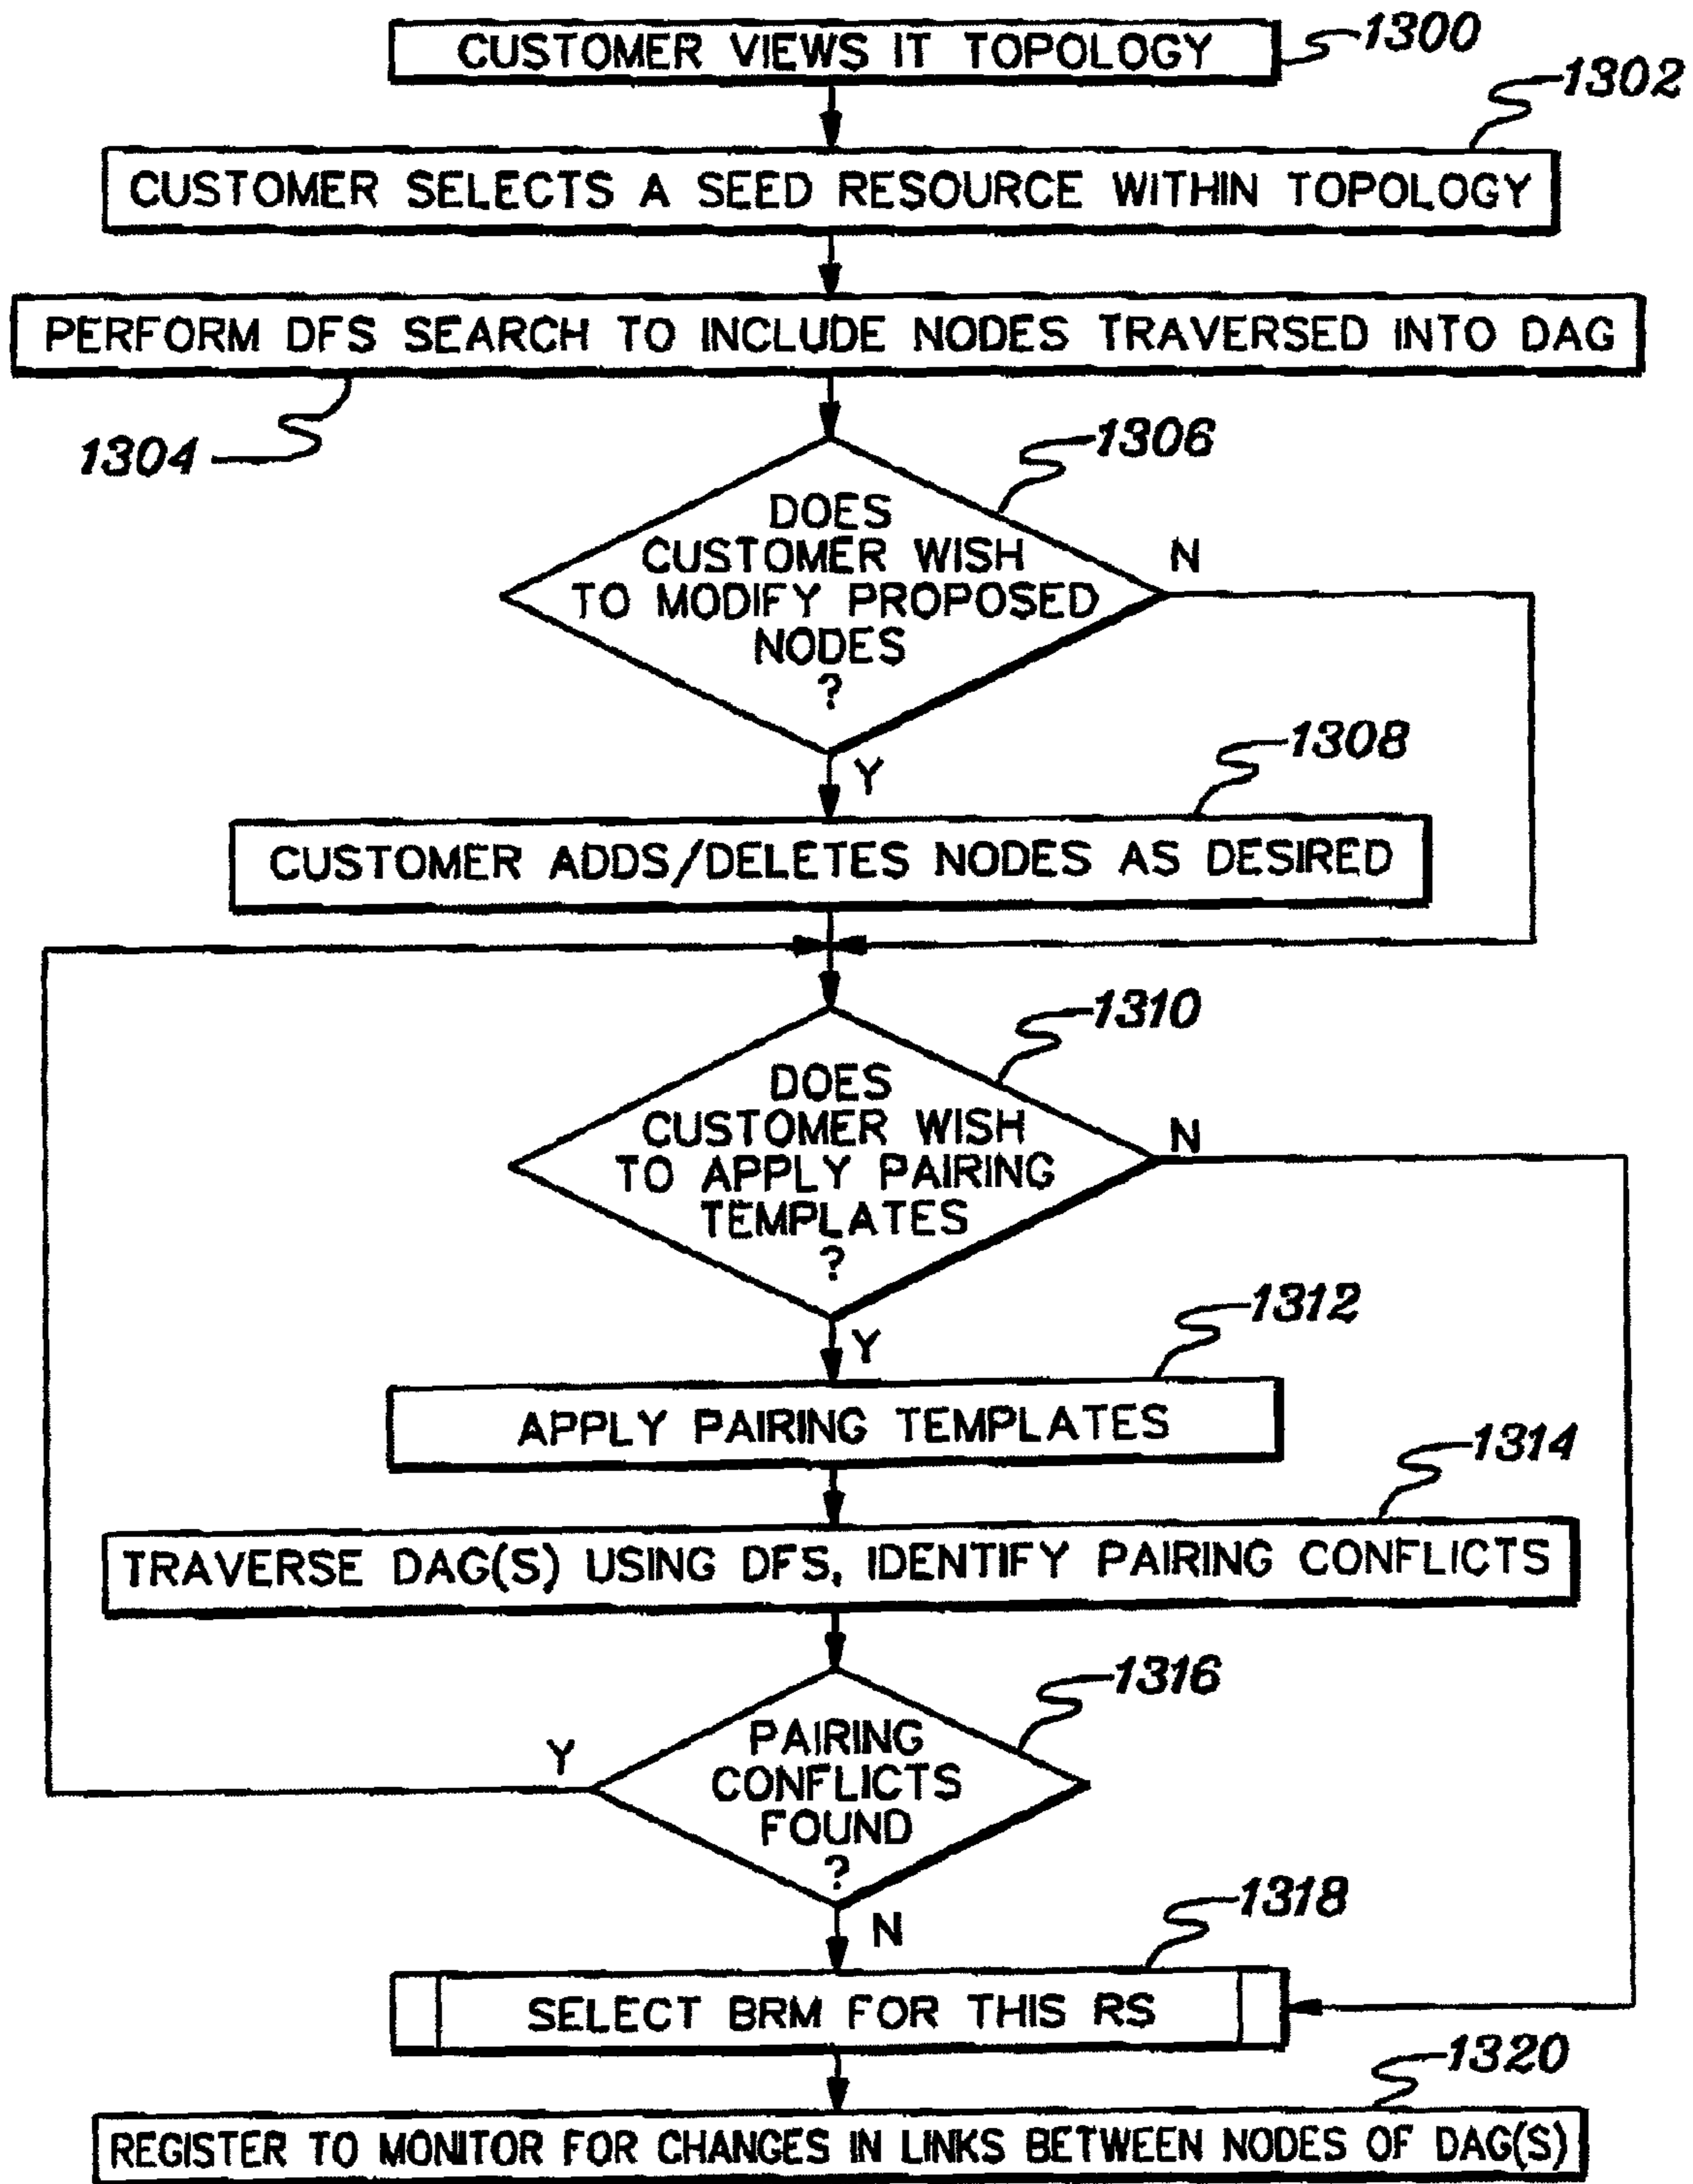 CUSTOMER VIEWS IT TOPOLOGY
1300
1302
CUSTOMER SELECTS A SEED RESOURCE WITHIN TOPOLOGY
PERFORM DFS SEARCH TO INCLUDE NODES TRAVERSED INTO DAG
1304
1306
DOES
CUSTOMER WISH
TO MODIFY PROPOSED
NODES
?
N
Y
1308
CUSTOMER ADDS/DELETES NODES AS DESIRED
1310
DOES
CUSTOMER WISH
TO APPLY PAIRING
TEMPLATES
?
N
Y
1312
APPLY PAIRING TEMPLATES
1314
TRAVERSE DAG(S) USING DFS, IDENTIFY PAIRING CONFLICTS
1316
PAIRING
CONFLICTS
FOUND
?
Y
N
1318
SELECT BRM FOR THIS RS
1320
REGISTER TO MONITOR FOR CHANGES IN LINKS BETWEEN NODES OF DAG(S)